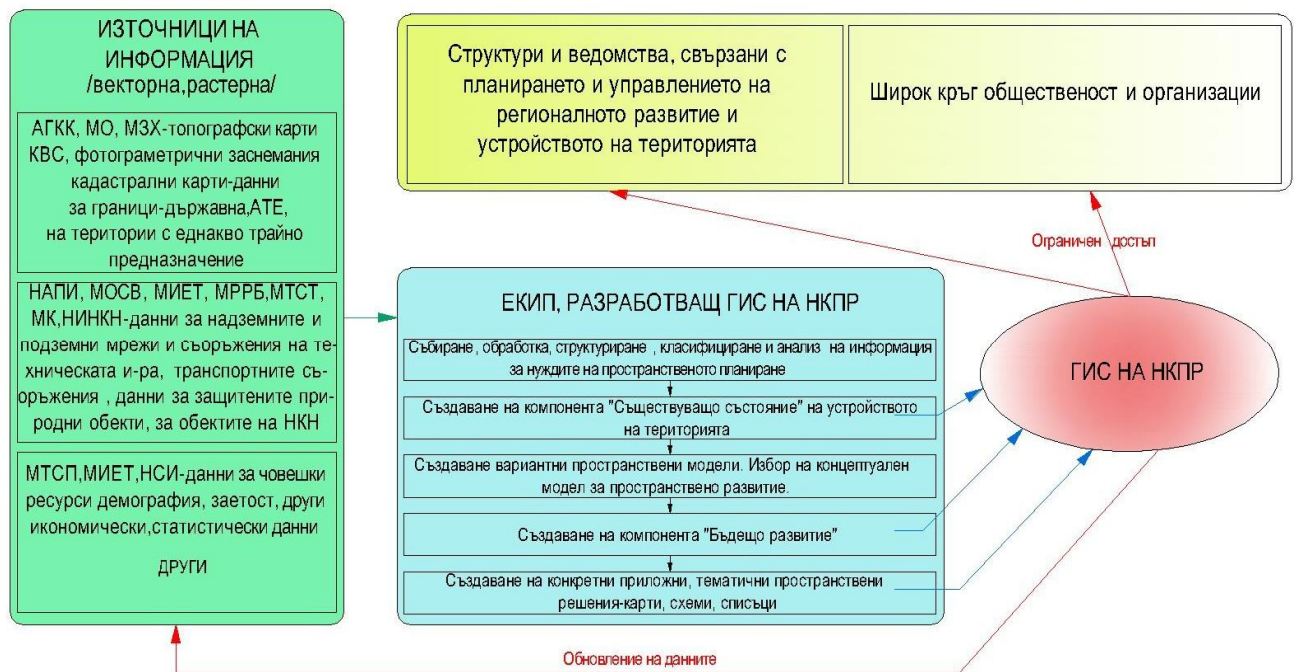 ИЗТОЧНИЦИ НА
ИНФОРМАЦИЯ
/векторна,растерна/
АГКК, МО, МЗХ-топографски карти
КВС, фотограметрични заснемания
кадастрални карти-данни
за граници-държавна,АТЕ,
на територии с еднакво трайно
предназначение
НАПИ, МОСВ, МИЕТ, МРРБ,МТСТ,
МК,НИНКН-данни за надземните и
подземни мрежи и съоръжения на те-
хническата и-ра, транспортните съ-
оръжения , данни за защитените при-
родни обекти, за обектите на НКН
МТСП,МИЕТ,НСИ-данни за човешки
ресурси демография, заетост, други
икономически,статистически данни
ДРУГИ
Структури и ведомства, свързани с
планирането и управлението на
регионалното развитие и
устройството на територията
Широк кръг общественост и организации
Ограничен достъп
ЕКИП, РАЗРАБОТВАЩ ГИС НА НКПР
Събиране, обработка, структуриране , класифициране и анализ на информация
за нуждите на пространственото планиране
Създаване на компонента "Съществуващо състояние" на устройството
на територията
Създаване вариантни пространствени модели. Избор на концептуален
модел за пространствено развитие.
Създаване на компонента "Бъдещо развитие"
Създаване на конкретни приложни, тематични пространствени
решения-карти, схеми, списъци
ГИС НА НКПР
Обновление на данните